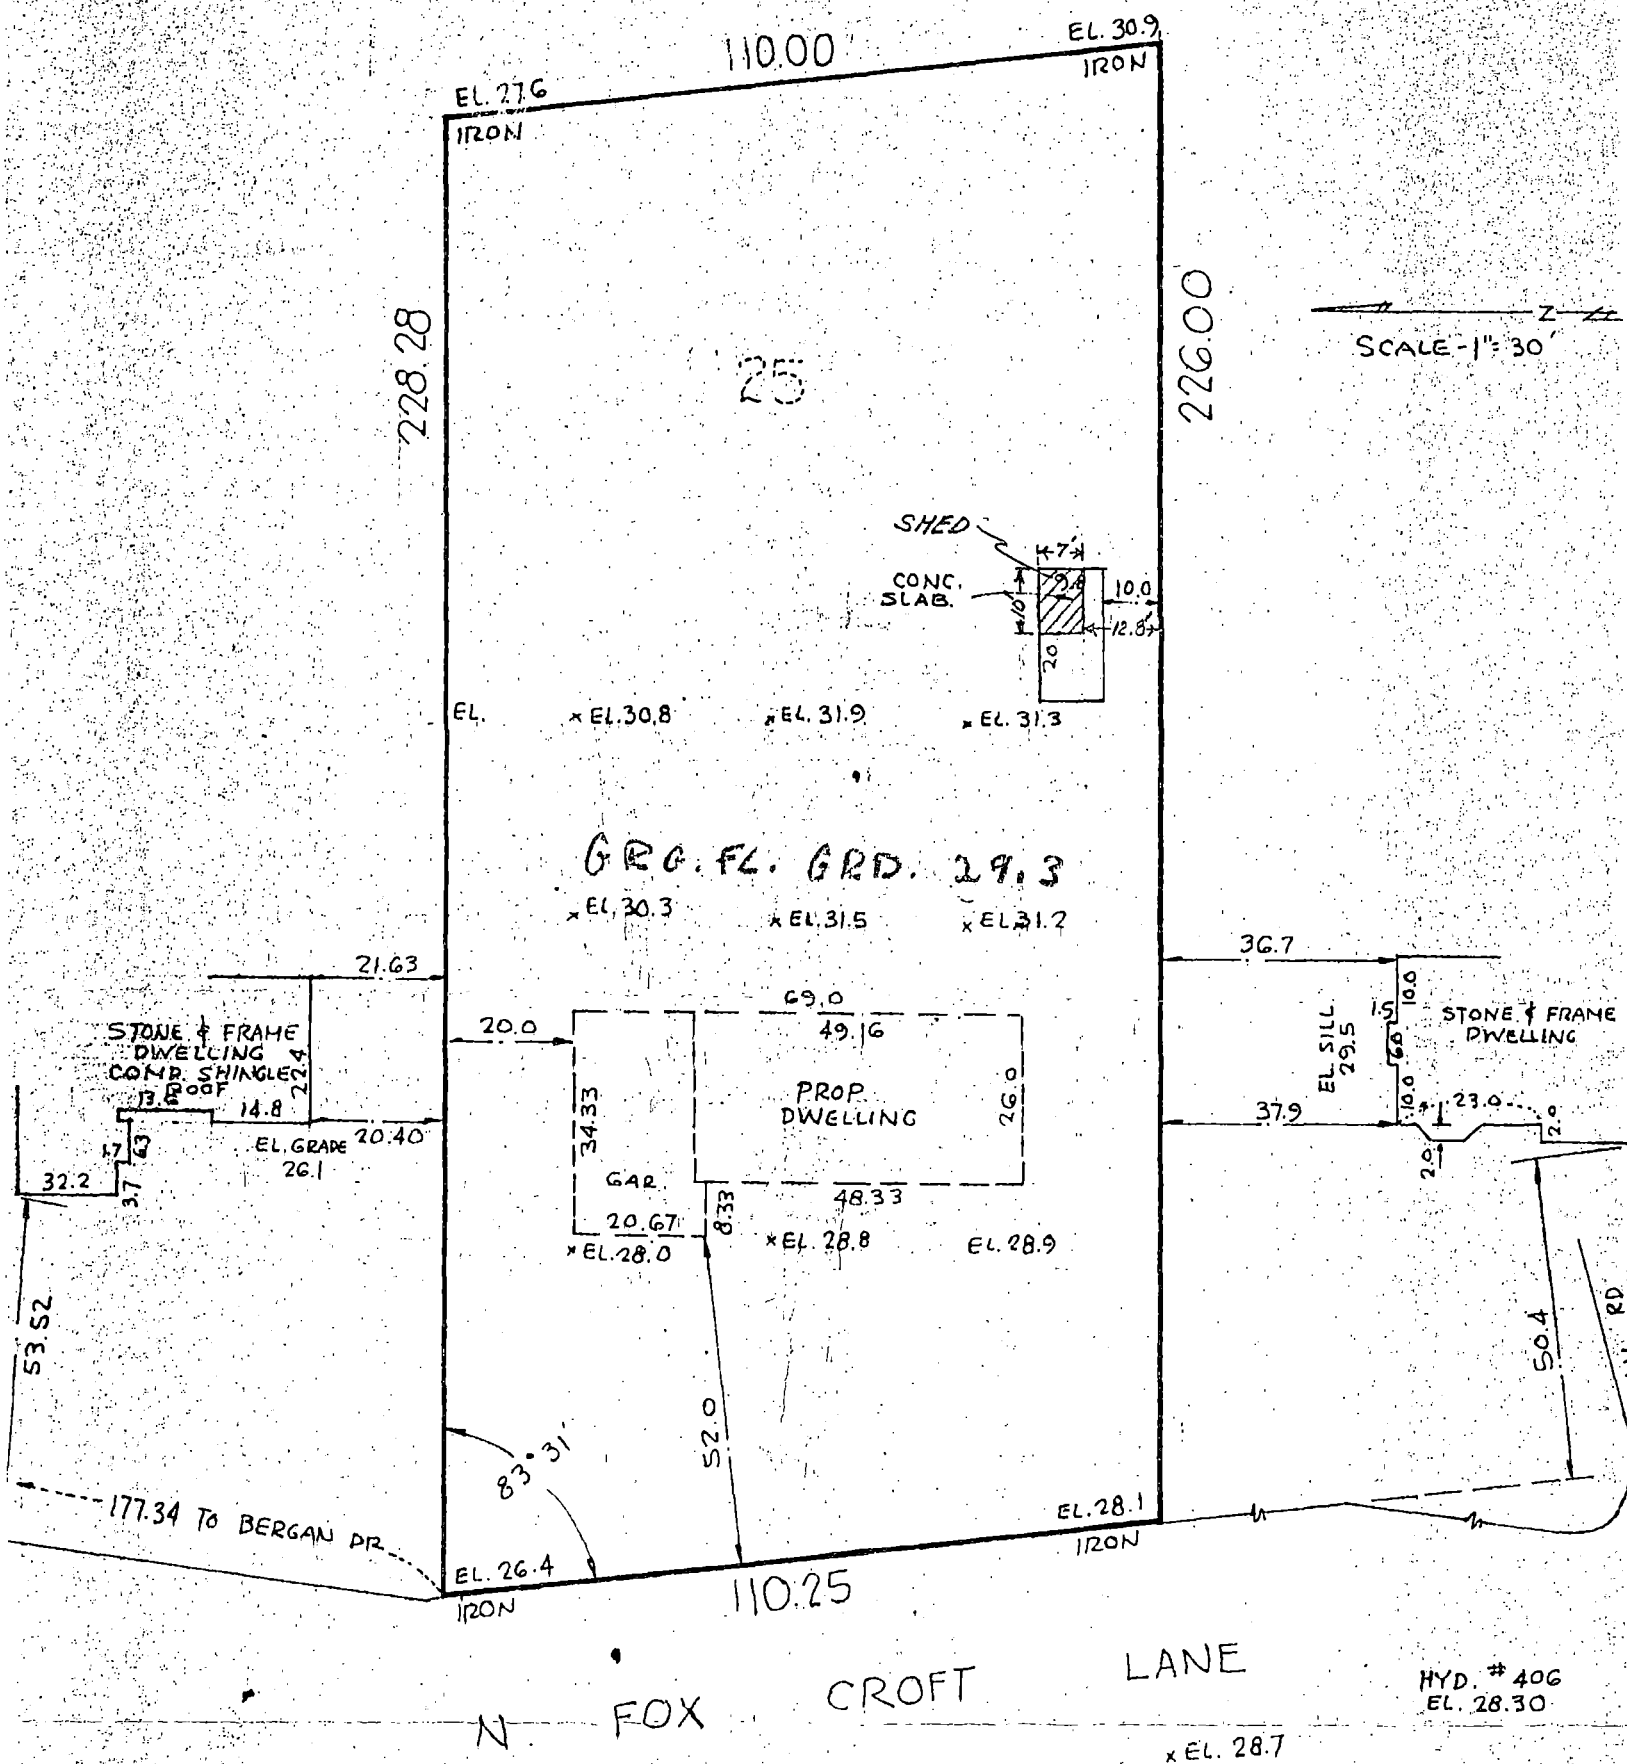 110.00
EL. 30.9
IRON
EL. 27.6
IRON
228.28
226.00
Z
SCALE - 1" = 30'
25
SHED
7'
CONC.
SLAB.
9.8
10'
10.0
12.8'
20
EL.
x EL. 30.8
x EL. 31.9
x EL. 31.3
GRG. FL. GRD. 29.3
x EL. 30.3
x EL. 31.5
x EL. 31.2
21.63
36.7
STONE & FRAME
DWELLING
COMP. SHINGLE
ROOF
22.4
14.8
20.40
EL. GRADE
26.1
1.7
6.3
32.2
3.7
20.0
69.0
49.16
34.33
PROP.
DWELLING
26.0
GAR.
20.67
8.33
48.33
x EL. 28.0
x EL. 28.8
EL. 28.9
EL. SILL
29.5
1.5
10.0
6.0
10.0
STONE & FRAME
DWELLING
37.9
23.0
2.0
2.0
53.52
50.4
RD.
52.0
83° 31'
177.34 TO BERGAN DR.
EL. 26.4
IRON
EL. 28.1
IRON
110.25
N. FOX CROFT LANE
HYD. # 406
EL. 28.30
x EL. 28.7